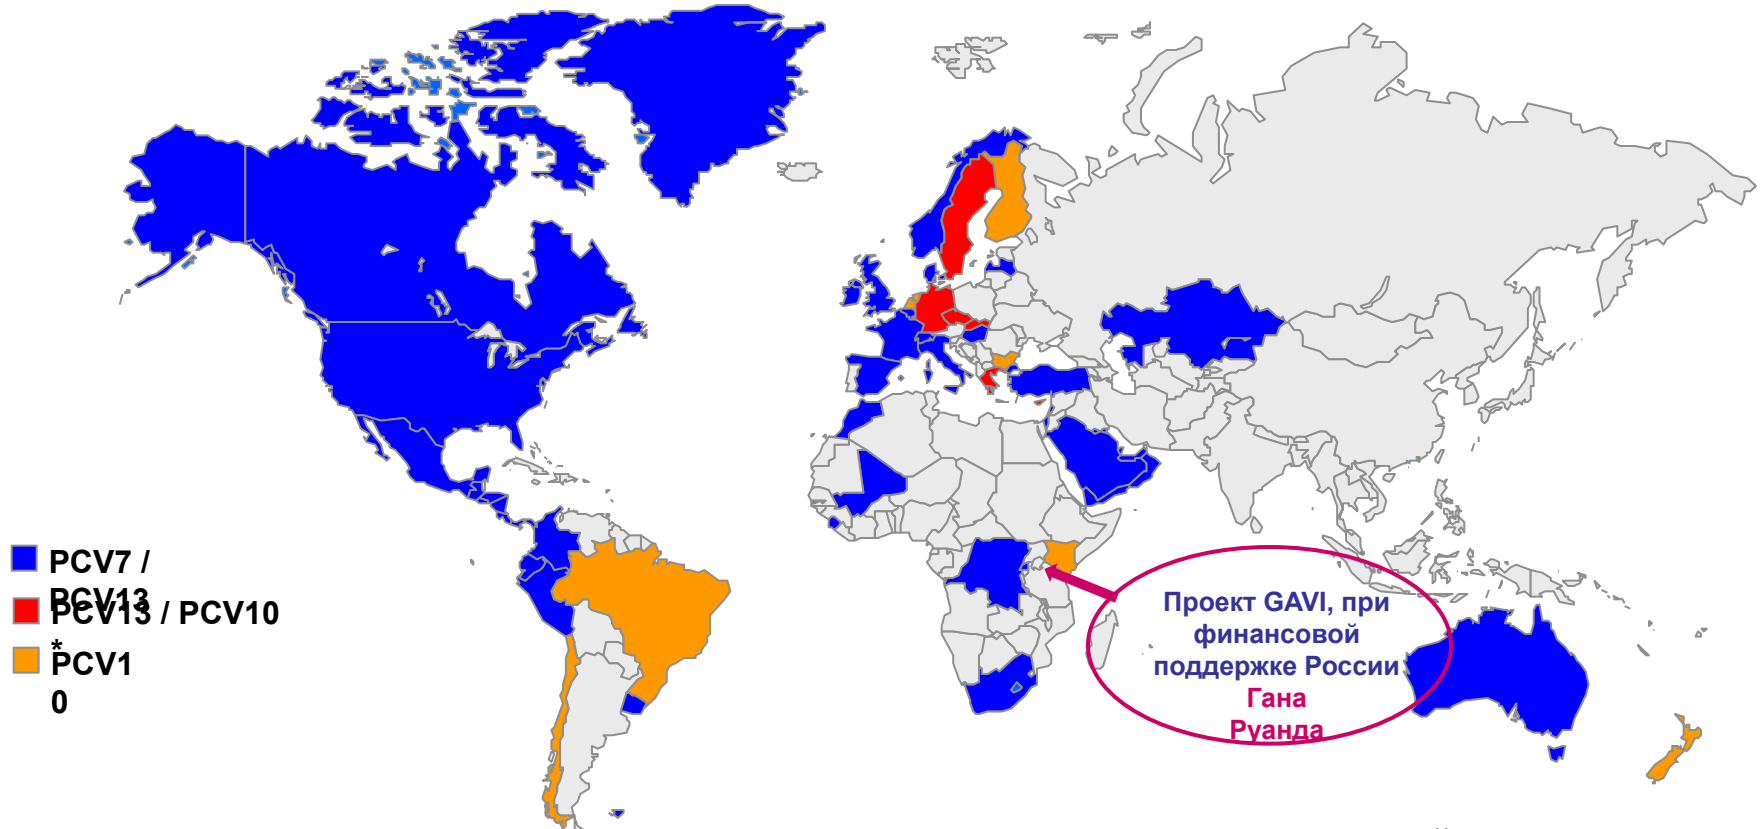 PCV7 /
PCV13
PCV13 / PCV10
*
PCV1
0
Проект GAVI, при
финансовой
поддержке России
Гана
Руанда